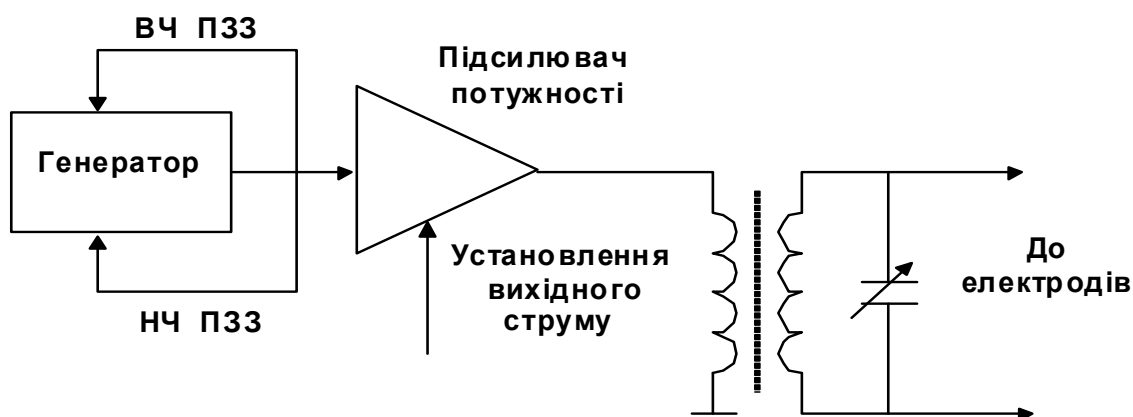 ВЧ ПЗЗ
Підсилювач
потужності
Генератор
Установлення
вихідного
струму
До
електродів
НЧ ПЗЗ